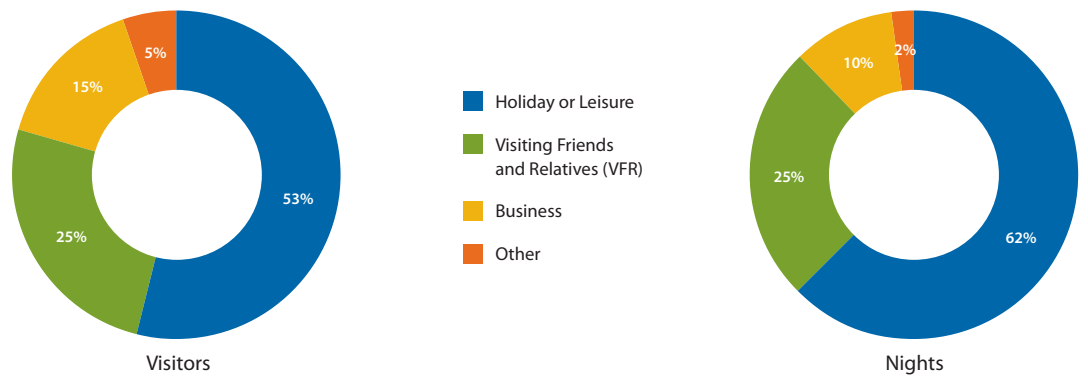 5%
15%
25%
53%
Visitors
Holiday or Leisure
Visiting Friends
and Relatives (VFR)
Business
Other
2%
10%
25%
62%
Nights